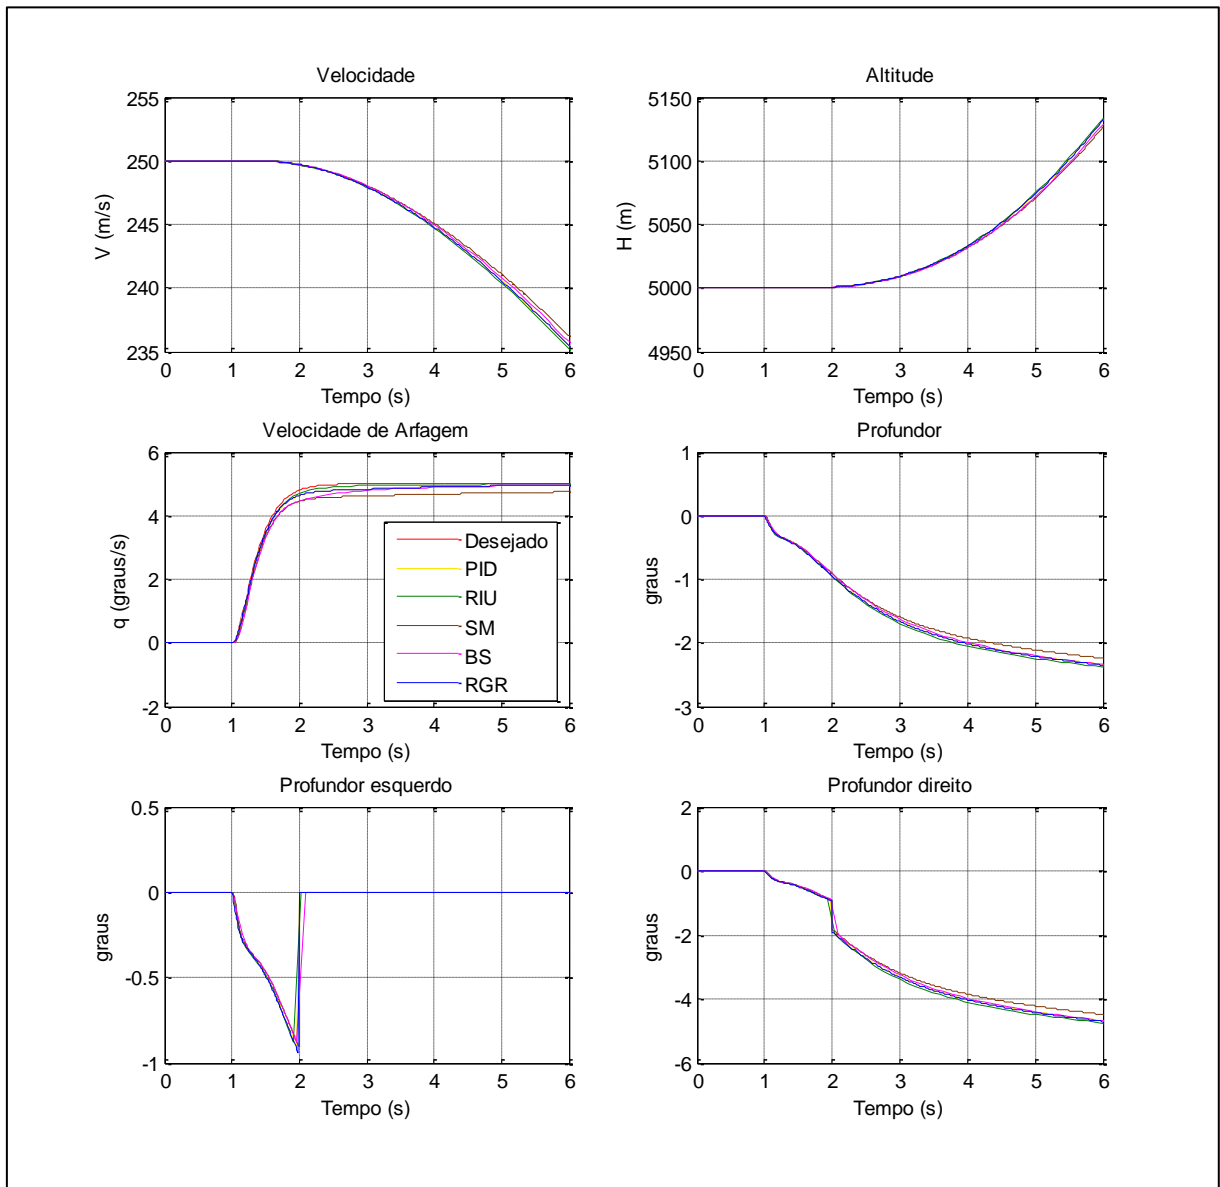 Velocidade
255
250
245
240
235
V (m/s)
0 1 2 3 4 5 6
Tempo (s)
Altitude
5150
5100
5050
5000
4950
H (m)
0 1 2 3 4 5 6
Tempo (s)
Velocidade de Arfagem
6
4
2
0
-2
q (graus/s)
Desejado
PID
RIU
SM
BS
RGR
0 1 2 3 4 5 6
Tempo (s)
Profundor
1
0
-1
-2
-3
graus
0 1 2 3 4 5 6
Tempo (s)
Profundor esquerdo
0.5
0
-0.5
-1
graus
0 1 2 3 4 5 6
Tempo (s)
Profundor direito
2
0
-2
-4
-6
graus
0 1 2 3 4 5 6
Tempo (s)